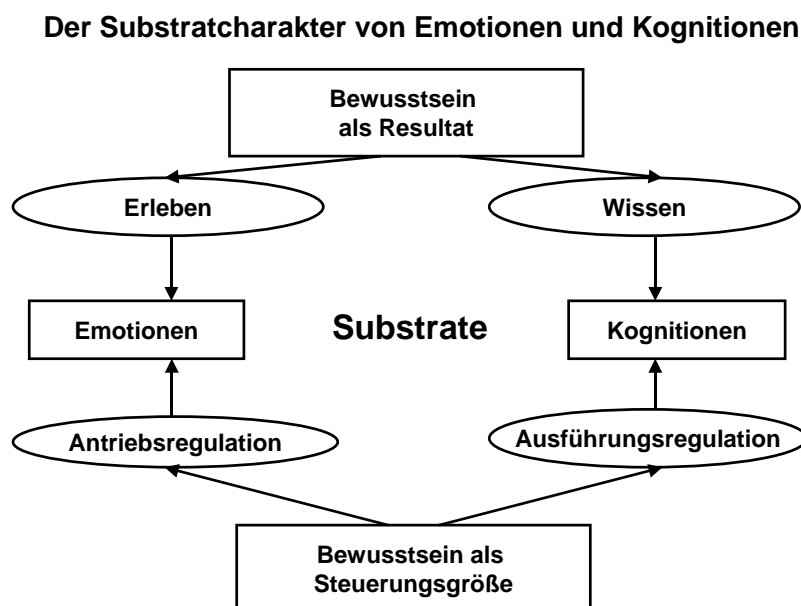 Der Substratcharakter von Emotionen und Kognitionen
Bewusstsein
als Resultat
Erleben
Wissen
Emotionen
Substrate
Kognitionen
Antriebsregulation
Ausführungsregulation
Bewusstsein als
Steuerungsgröße